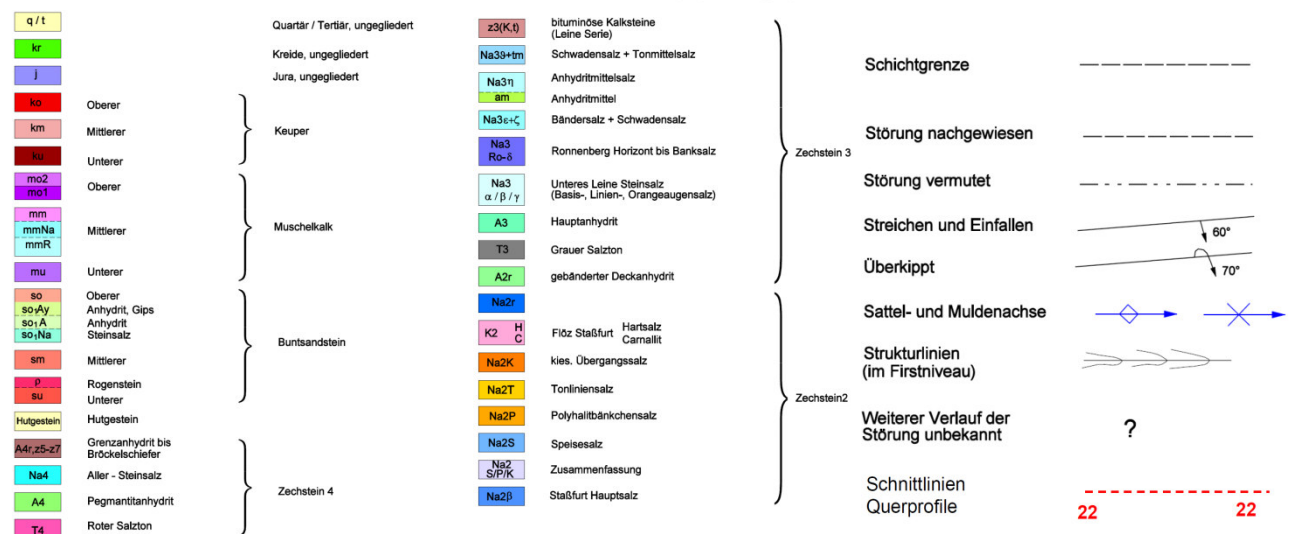 q / t Quartär / Tertiär, ungegliedert
kr Kreide, ungegliedert
j Jura, ungegliedert
ko Oberer
km Mittlerer
Keuper
ku Unterer
mo2
mo1
Oberer
mm
mmNa
mmR
Mittlerer
Muschelkalk
mu Unterer
so Oberer
so₁Ay Anhydrit, Gips
so₁A Anhydrit
so₁Na Steinsalz
Buntsandstein
sm Mittlerer
ρ Rogenstein
su Unterer
Hutgestein Hutgestein
A4r,z5-z7 Grenzanhydrit bis
Bröckelschiefer
Na4 Aller - Steinsalz
Zechstein 4
A4 Pegmantitanhydrit
T4 Roter Salzton
z3(K,t) bituminöse Kalksteine
(Leine Serie)
Na3ϑ+tm Schwadensalz + Tonmittelsalz
Na3η Anhydritmittelsalz
am Anhydritmittel
Na3ε+ζ Bändersalz + Schwadensalz
Na3
Ro-δ
Ronnenberg Horizont bis Banksalz
Zechstein 3
Na3
α / β / γ
Unteres Leine Steinsalz
(Basis-, Linien-, Orangeaugensalz)
A3 Hauptanhydrit
T3 Grauer Salzton
A2r gebänderter Deckanhydrit
Na2r
K2 H
C
Flöz Staßfurt Hartsalz
Carnallit
Na2K kies. Übergangssalz
Na2T Tonliniensalz
Zechstein2
Na2P Polyhalitbänkchensalz
Na2S Speisesalz
Na2
S/P/K
Zusammenfassung
Na2β Staßfurt Hauptsalz
Schichtgrenze
Störung nachgewiesen
Störung vermutet
Streichen und Einfallen
60°
Überkippt
70°
Sattel- und Muldenachse
Strukturlinien
(im Firstniveau)
Weiterer Verlauf der
Störung unbekannt
?
Schnittlinien
Querprofile
22 22